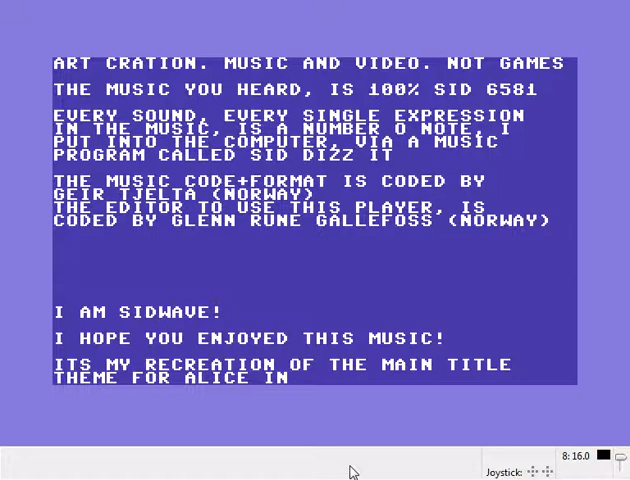 ART CRATION. MUSIC AND VIDEO. NOT GAMES
THE MUSIC YOU HEARD, IS 100% SID 6581
EVERY SOUND, EVERY SINGLE EXPRESSION
IN THE MUSIC, IS A NUMBER O NOTE, I
PUT INTO THE COMPUTER, VIA A MUSIC
PROGRAM CALLED SID DIZZ IT
THE MUSIC CODE+FORMAT IS CODED BY
GEIR TJELTA (NORWAY)
THE EDITOR TO USE THIS PLAYER, IS
CODED BY GLENN RUNE GALLEFOSS (NORWAY)
I AM SIDWAVE!
I HOPE YOU ENJOYED THIS MUSIC!
ITS MY RECREATION OF THE MAIN TITLE
THEME FOR ALICE IN
8: 16.0
Joystick: